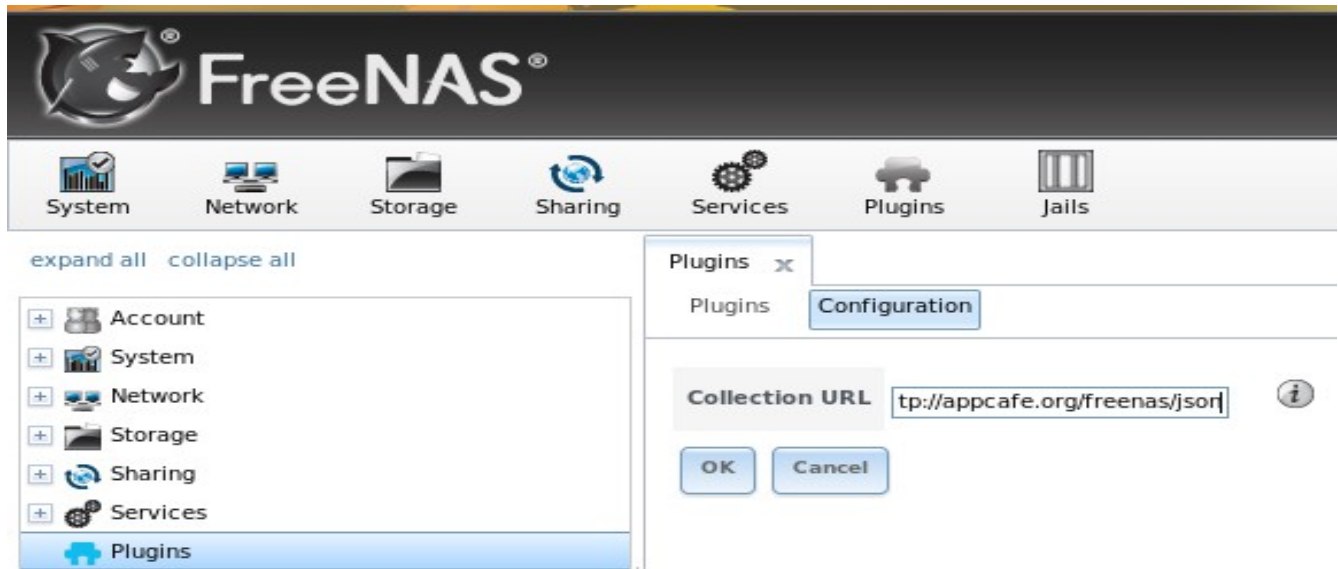 FreeNAS®
System Network Storage Sharing Services Plugins Jails
expand all collapse all
Account
System
Network
Storage
Sharing
Services
Plugins
Plugins x
Plugins Configuration
Collection URL tp://appcafe.org/freenas/json
OK Cancel